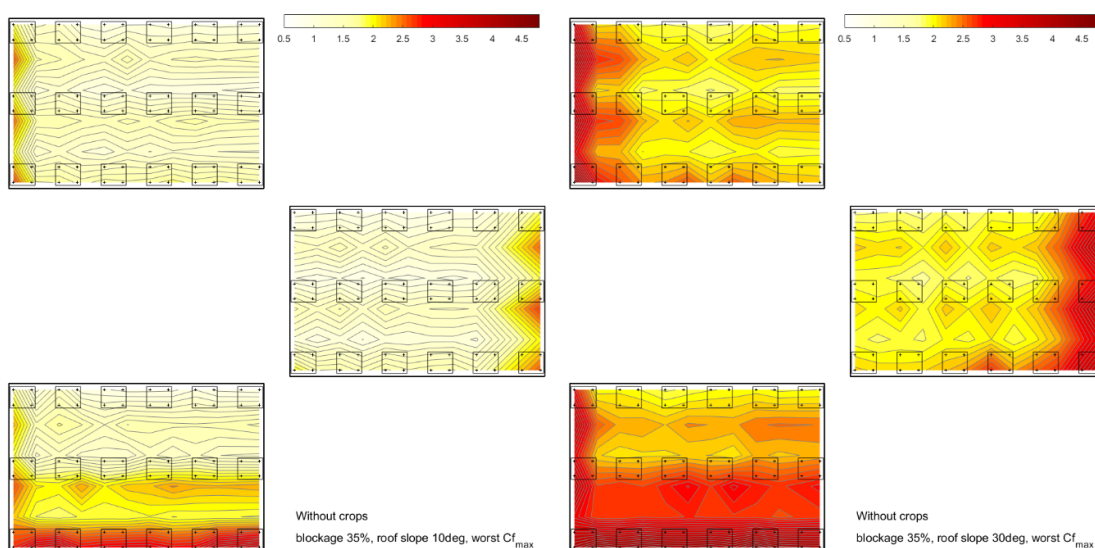 0.5 1 1.5 2 2.5 3 3.5 4 4.5
0.5 1 1.5 2 2.5 3 3.5 4 4.5
Without crops
blockage 35%, roof slope 10deg, worst Cf_max
Without crops
blockage 35%, roof slope 30deg, worst Cf_max